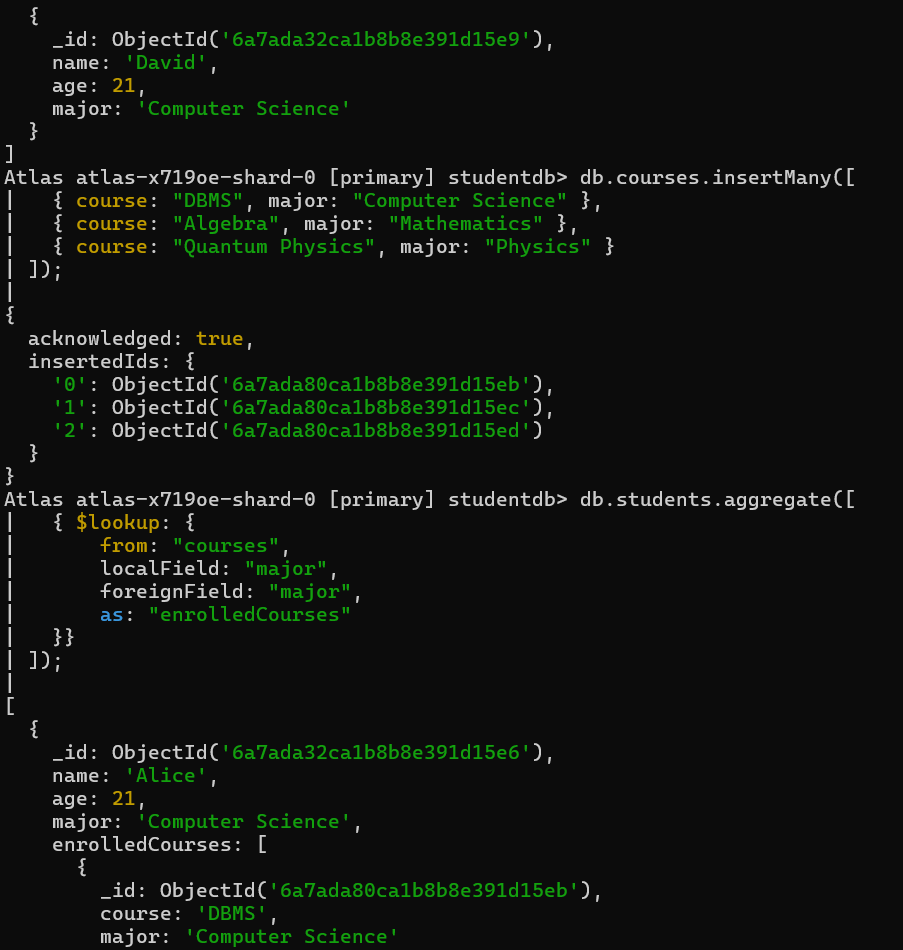 {
    _id: ObjectId('6a7ada32ca1b8b8e391d15e9'),
    name: 'David',
    age: 21,
    major: 'Computer Science'
  }
]
Atlas atlas-x719oe-shard-0 [primary] studentdb> db.courses.insertMany([
|   { course: "DBMS", major: "Computer Science" },
|   { course: "Algebra", major: "Mathematics" },
|   { course: "Quantum Physics", major: "Physics" }
| ]);
|
{
  acknowledged: true,
  insertedIds: {
    '0': ObjectId('6a7ada80ca1b8b8e391d15eb'),
    '1': ObjectId('6a7ada80ca1b8b8e391d15ec'),
    '2': ObjectId('6a7ada80ca1b8b8e391d15ed')
  }
}
Atlas atlas-x719oe-shard-0 [primary] studentdb> db.students.aggregate([
|   { $lookup: {
|       from: "courses",
|       localField: "major",
|       foreignField: "major",
|       as: "enrolledCourses"
|   }}
| ]);
|
[
  {
    _id: ObjectId('6a7ada32ca1b8b8e391d15e6'),
    name: 'Alice',
    age: 21,
    major: 'Computer Science',
    enrolledCourses: [
      {
        _id: ObjectId('6a7ada80ca1b8b8e391d15eb'),
        course: 'DBMS',
        major: 'Computer Science'